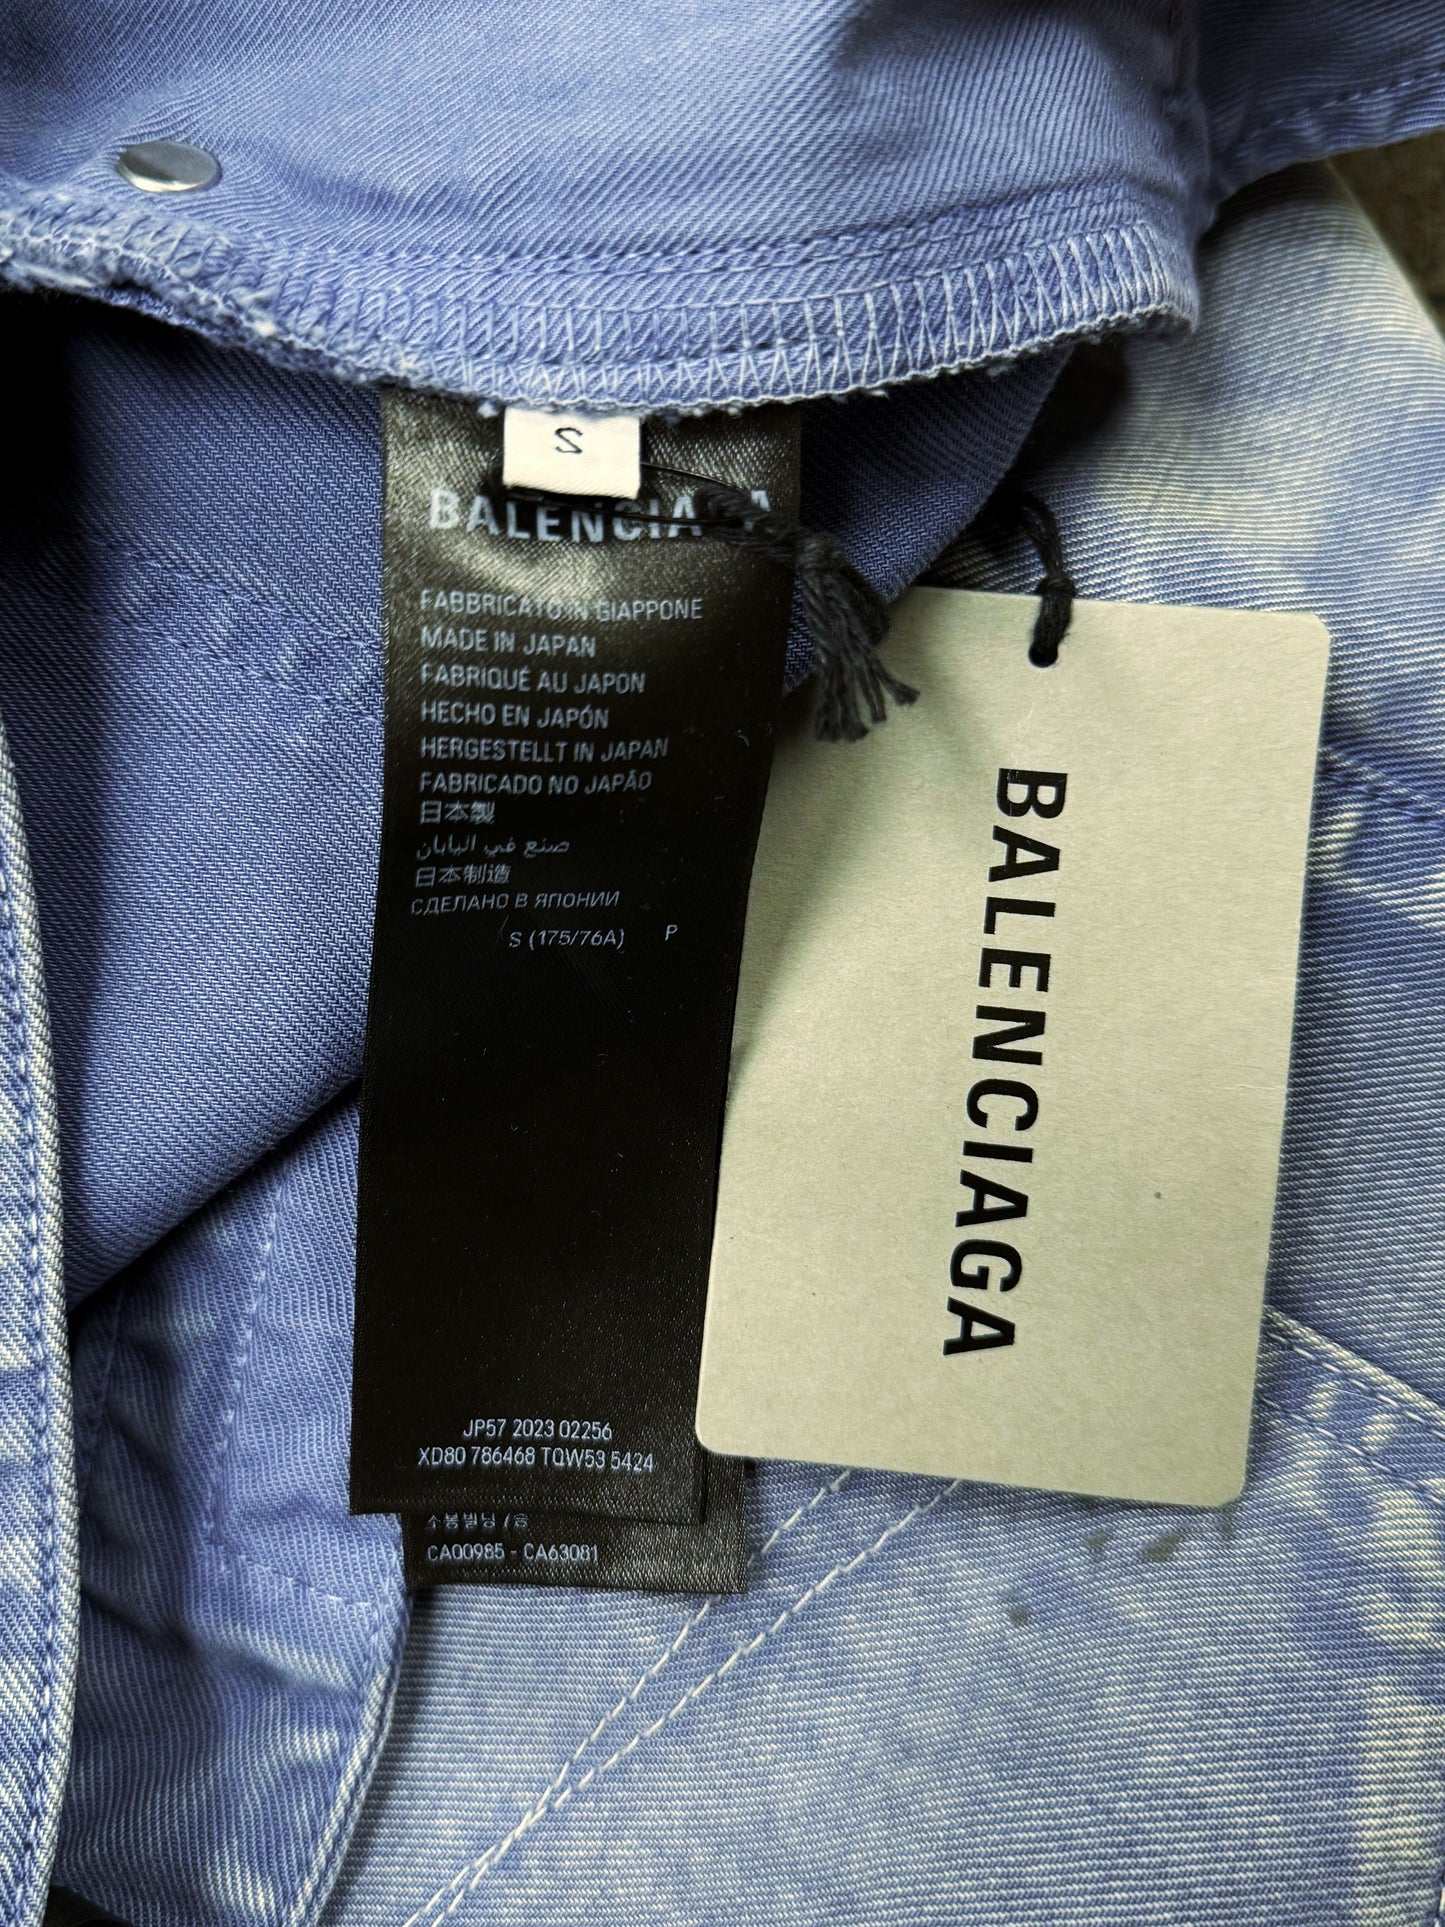 S
BALENCIAGA
FABBRICATO IN GIAPPONE
MADE IN JAPAN
FABRIQUÉ AU JAPON
HECHO EN JAPÓN
HERGESTELLT IN JAPAN
FABRICADO NO JAPÃO
日本製
صنع في اليابان
日本制造
СДЕЛАНО В ЯПОНИИ
S (175/76A) P
JP57 2023 02256
XD80 786468 TQW53 5424
CA00985 - CA63081
BALENCIAGA